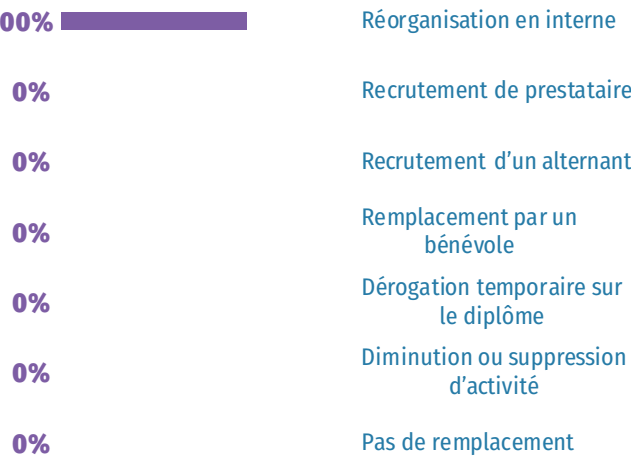 00% Réorganisation en interne
0% Recrutement de prestataire
0% Recrutement d’un alternant
0% Remplacement par un
bénévole
0% Dérogation temporaire sur
le diplôme
0% Diminution ou suppression
d’activité
0% Pas de remplacement